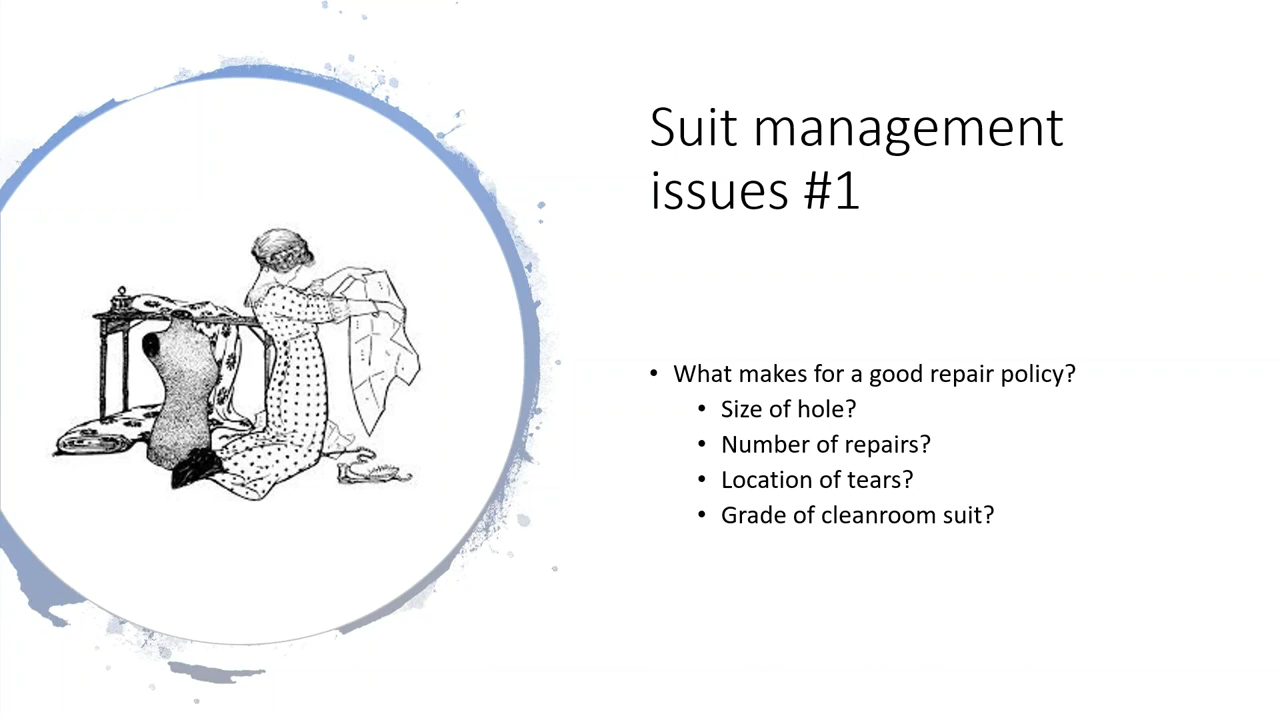 Suit management
issues #1
• What makes for a good repair policy?
• Size of hole?
• Number of repairs?
• Location of tears?
• Grade of cleanroom suit?